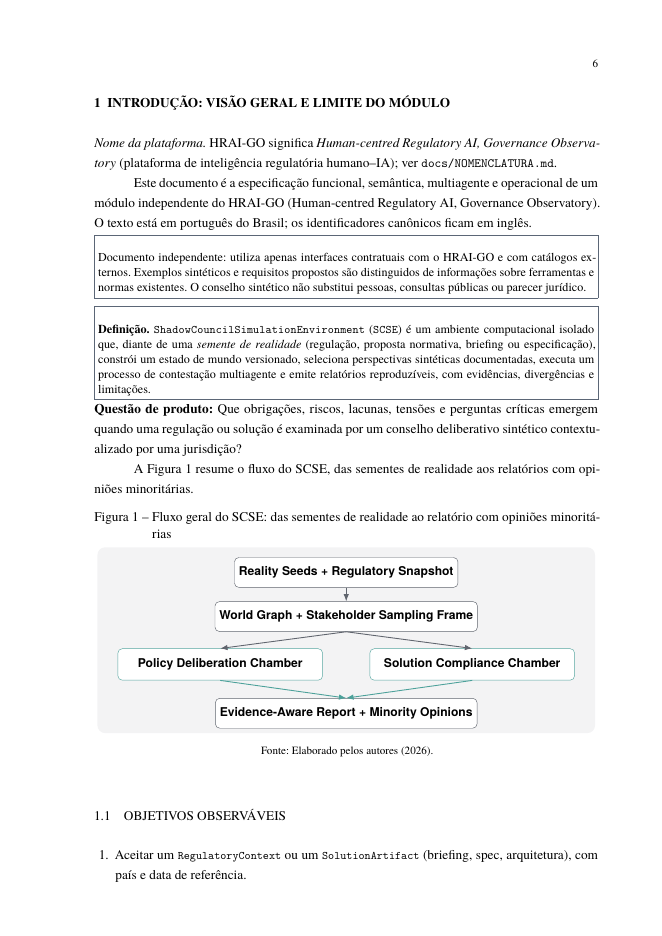 6
1 INTRODUÇÃO: VISÃO GERAL E LIMITE DO MÓDULO
Nome da plataforma. HRAI-GO significa Human-centred Regulatory AI, Governance Observa-
tory (plataforma de inteligência regulatória humano–IA); ver docs/NOMENCLATURA.md.
Este documento é a especificação funcional, semântica, multiagente e operacional de um
módulo independente do HRAI-GO (Human-centred Regulatory AI, Governance Observatory).
O texto está em português do Brasil; os identificadores canônicos ficam em inglês.
Documento independente: utiliza apenas interfaces contratuais com o HRAI-GO e com catálogos ex-
ternos. Exemplos sintéticos e requisitos propostos são distinguidos de informações sobre ferramentas e
normas existentes. O conselho sintético não substitui pessoas, consultas públicas ou parecer jurídico.
Definição. ShadowCouncilSimulationEnvironment (SCSE) é um ambiente computacional isolado
que, diante de uma semente de realidade (regulação, proposta normativa, briefing ou especificação),
constrói um estado de mundo versionado, seleciona perspectivas sintéticas documentadas, executa um
processo de contestação multiagente e emite relatórios reproduzíveis, com evidências, divergências e
limitações.
Questão de produto: Que obrigações, riscos, lacunas, tensões e perguntas críticas emergem
quando uma regulação ou solução é examinada por um conselho deliberativo sintético contextu-
alizado por uma jurisdição?
A Figura 1 resume o fluxo do SCSE, das sementes de realidade aos relatórios com opi-
niões minoritárias.
Figura 1 – Fluxo geral do SCSE: das sementes de realidade ao relatório com opiniões minoritá-
rias
Reality Seeds + Regulatory Snapshot
World Graph + Stakeholder Sampling Frame
Policy Deliberation Chamber
Solution Compliance Chamber
Evidence-Aware Report + Minority Opinions
Fonte: Elaborado pelos autores (2026).
1.1 OBJETIVOS OBSERVÁVEIS
1. Aceitar um RegulatoryContext ou um SolutionArtifact (briefing, spec, arquitetura), com
país e data de referência.